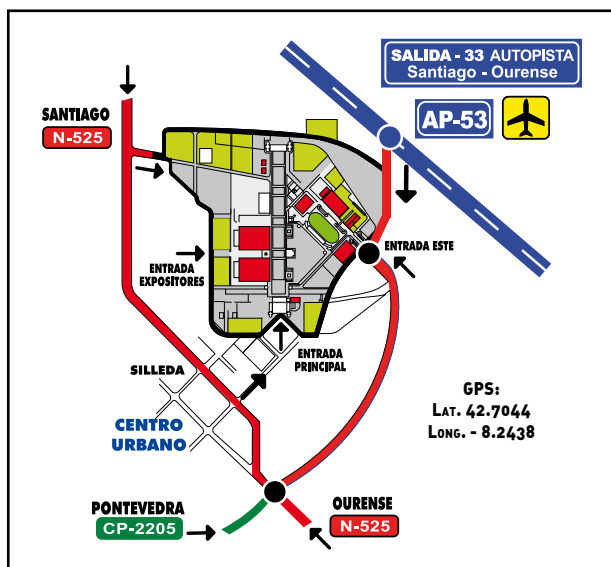 SALIDA - 33 AUTOPISTA
Santiago - Ourense
AP-53
SANTIAGO
N-525
ENTRADA ESTE
ENTRADA
EXPOSITORES
ENTRADA
PRINCIPAL
SILLEDA
CENTRO
URBANO
GPS:
LAT. 42.7044
LONG. - 8.2438
PONTEVEDRA
CP-2205
OURENSE
N-525